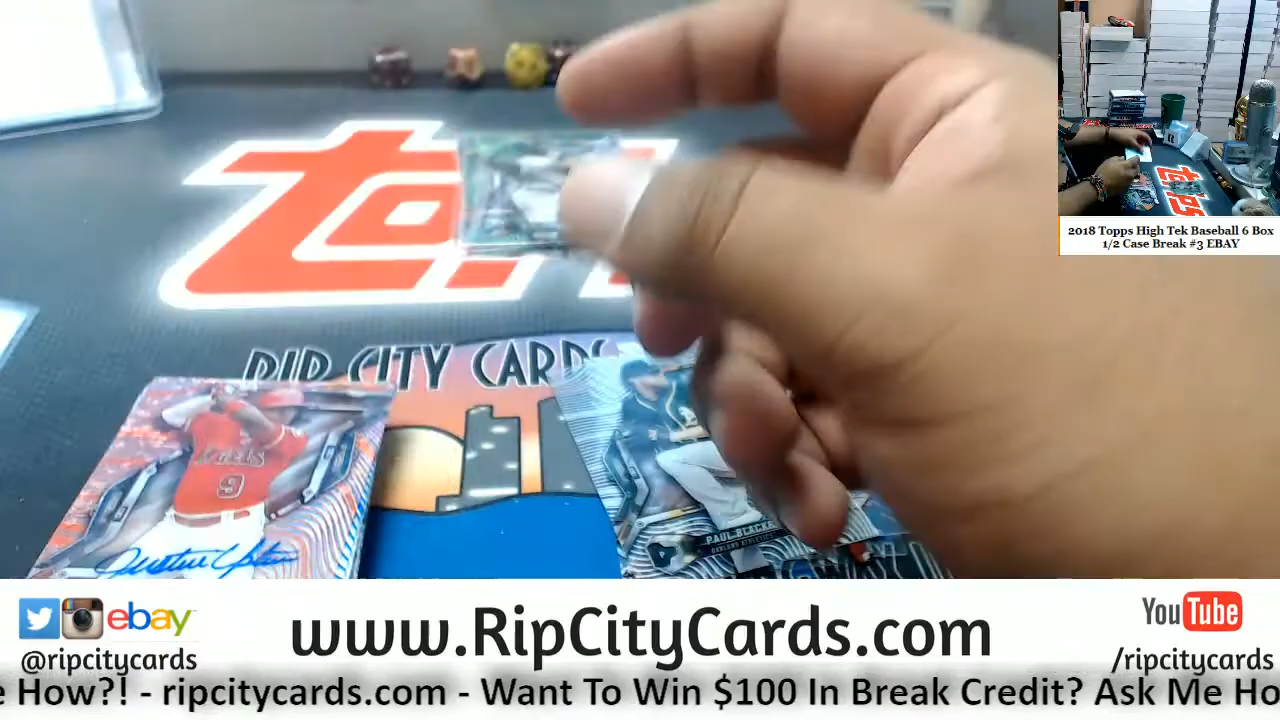 2018 Topps High Tek Baseball 6 Box
1/2 Case Break #3 EBAY
RIP CITY CARDS
9
PAUL BLACKB
OAKLAND ATHLETICS
ebay
@ripcitycards
www.RipCityCards.com
YouTube
/ripcitycards
e How?! - ripcitycards.com - Want To Win $100 In Break Credit? Ask Me Ho